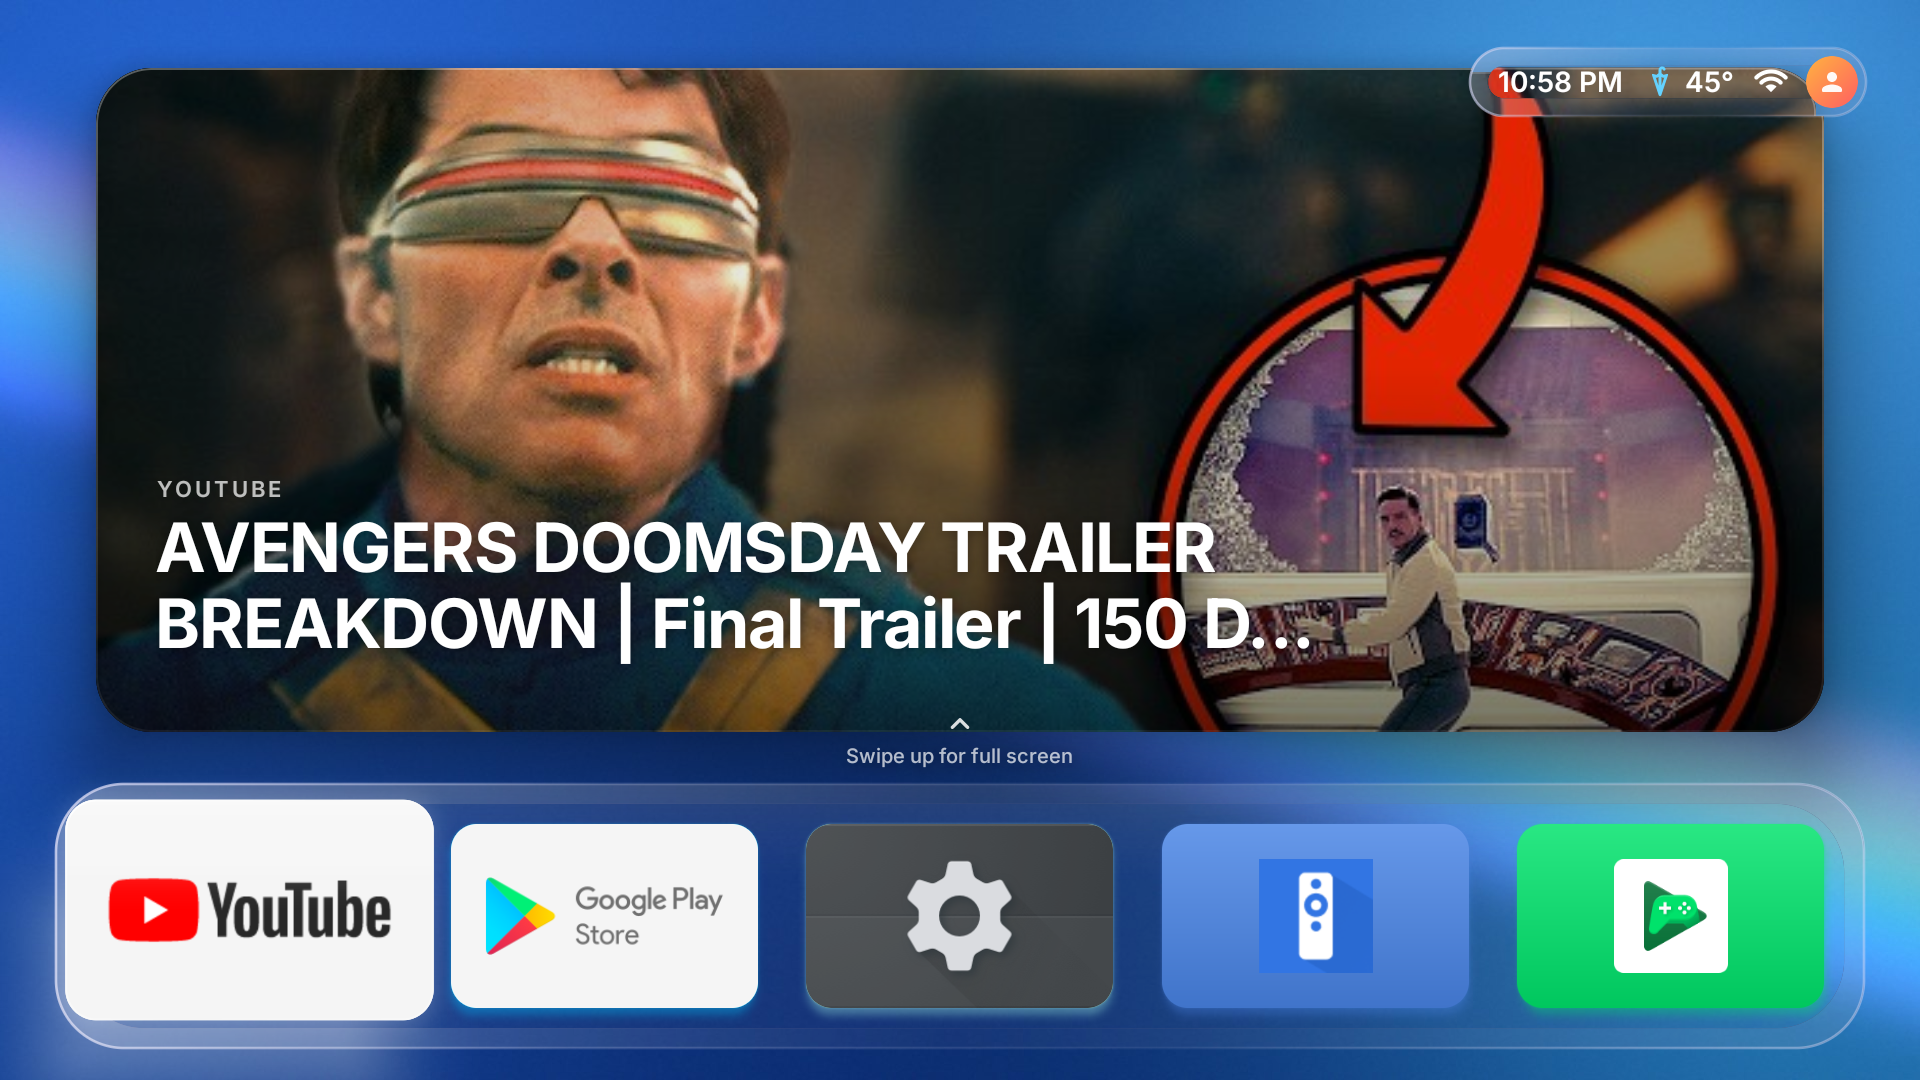 10:58 PM 45°
YOUTUBE
AVENGERS DOOMSDAY TRAILER
BREAKDOWN | Final Trailer | 150 D...
Swipe up for full screen
YouTube
Google Play
Store